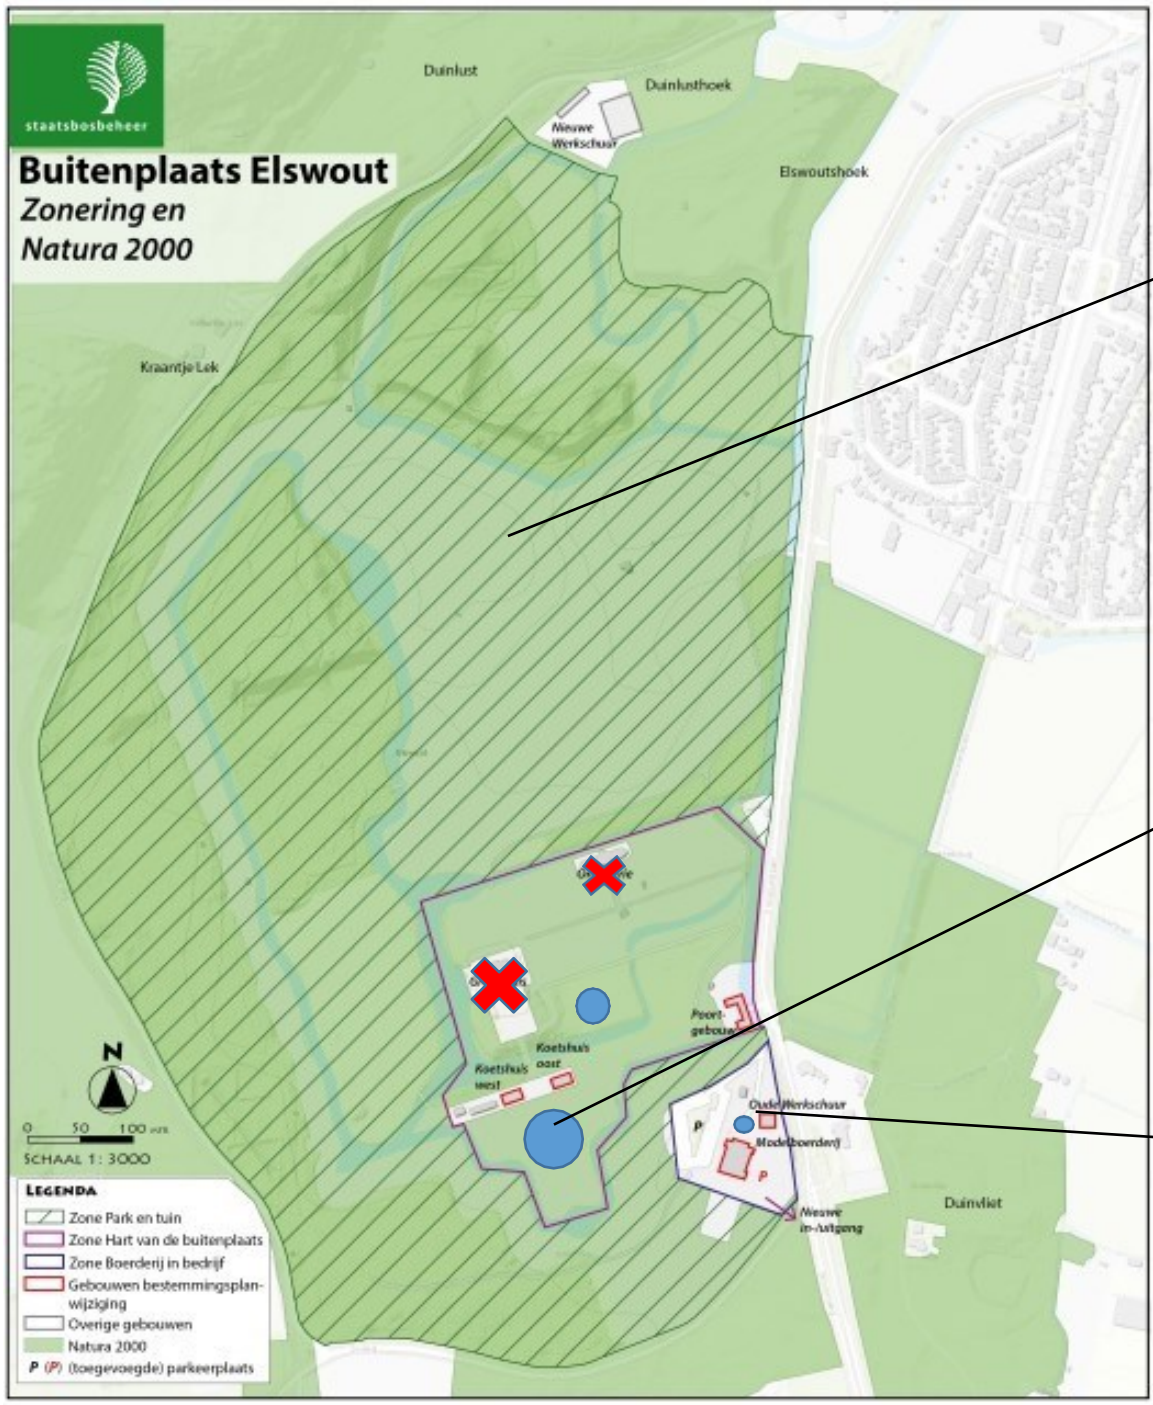 staatsbosbeheer
Buitenplaats Elswout
Zonering en
Natura 2000
Duinlust
Duinlusthoek
Nieuwe
Werkschuur
Elswoutshoek
Kraantje Lek
Poort-
gebouw
Koetshuis
oost
Koetshuis
west
Oude Werkschuur
P
Modelboerderij
P
Nieuwe
in-/uitgang
Duinvliet
N
0 50 100 MTR
SCHAAL 1: 3000
LEGENDA
Zone Park en tuin
Zone Hart van de buitenplaats
Zone Boerderij in bedrijf
Gebouwen bestemmingsplan-
wijziging
Overige gebouwen
Natura 2000
P (P) (toegevoegde) parkeerplaats